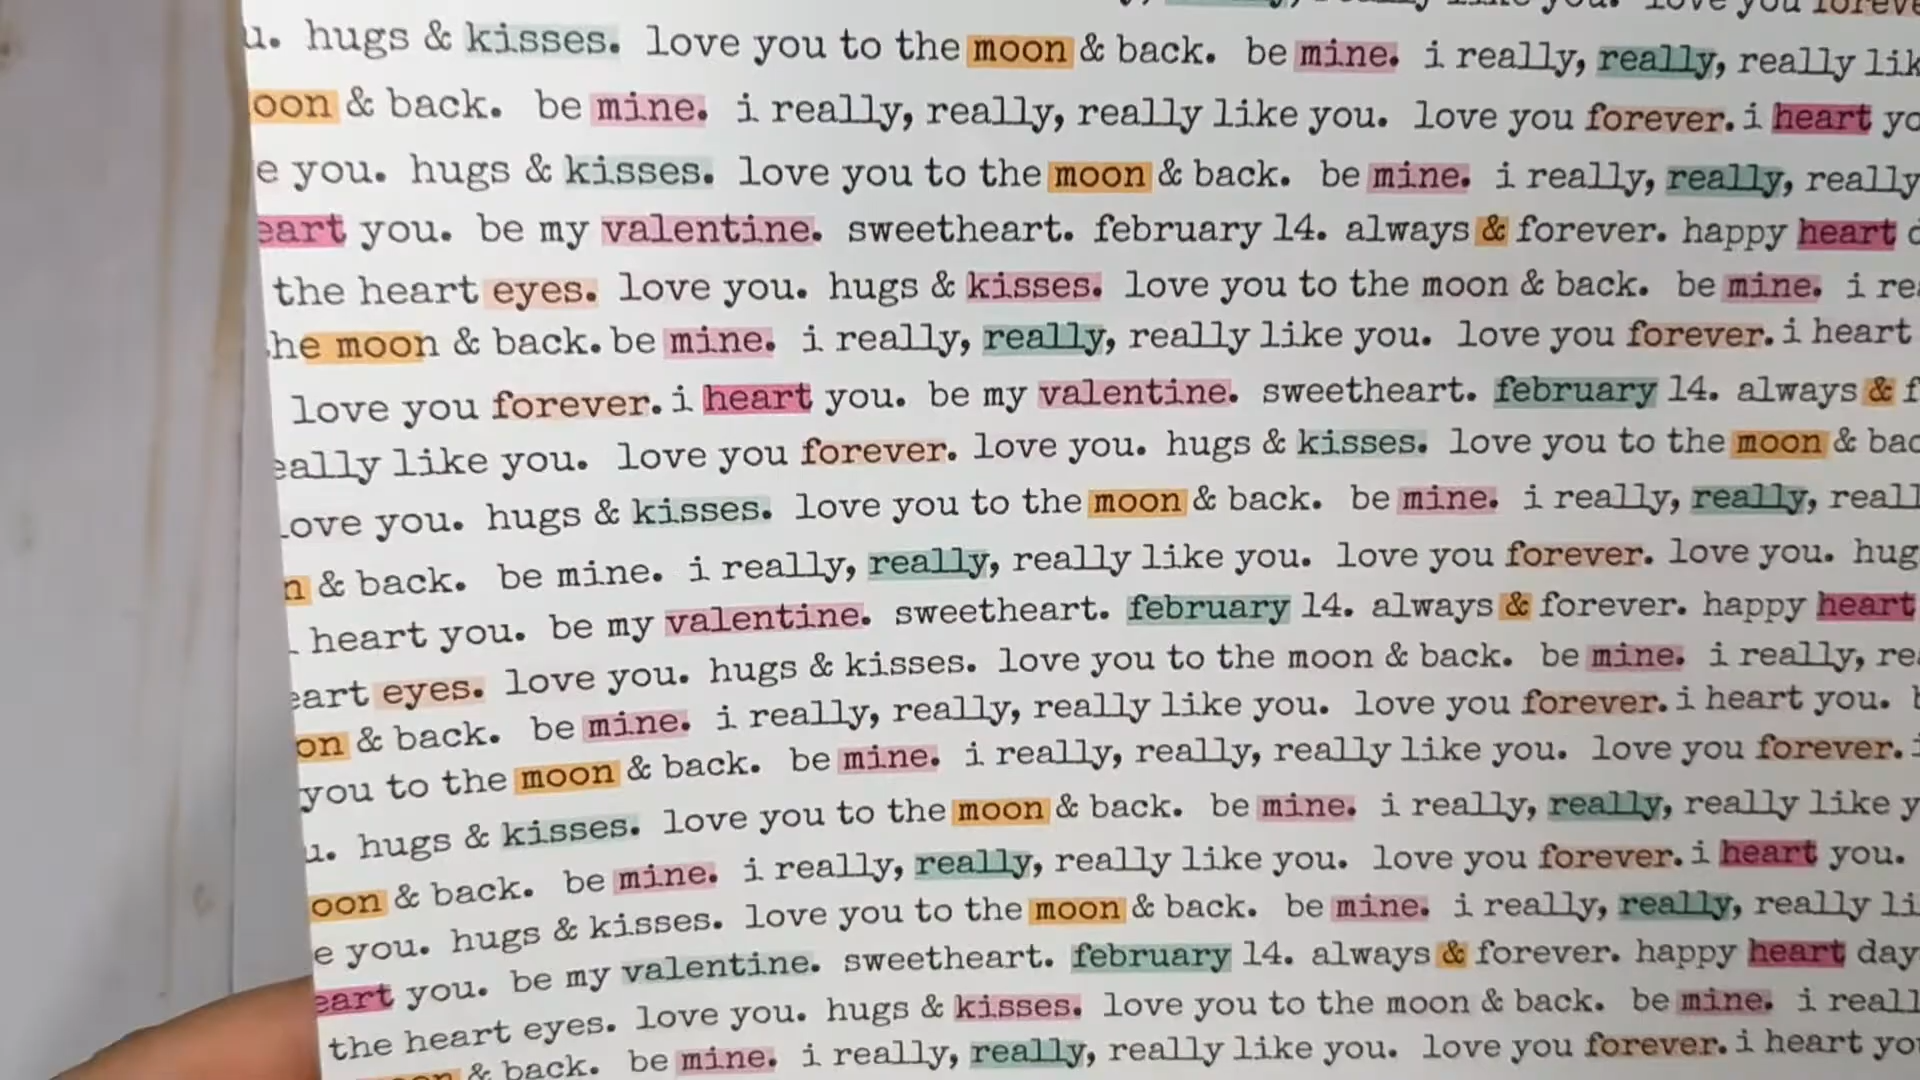 really like you. love you forever
u. hugs & kisses. love you to the moon & back. be mine. i really, really, really lik
oon & back. be mine. i really, really, really like you. love you forever. i heart yo
e you. hugs & kisses. love you to the moon & back. be mine. i really, really, really
eart you. be my valentine. sweetheart. february 14. always & forever. happy heart d
the heart eyes. love you. hugs & kisses. love you to the moon & back. be mine. i rea
he moon & back. be mine. i really, really, really like you. love you forever. i heart
love you forever. i heart you. be my valentine. sweetheart. february 14. always & f
eally like you. love you forever. love you. hugs & kisses. love you to the moon & bac
love you. hugs & kisses. love you to the moon & back. be mine. i really, really, reall
n & back. be mine. i really, really, really like you. love you forever. love you. hug
heart you. be my valentine. sweetheart. february 14. always & forever. happy heart
eart eyes. love you. hugs & kisses. love you to the moon & back. be mine. i really, re
on & back. be mine. i really, really, really like you. love you forever. i heart you. b
you to the moon & back. be mine. i really, really, really like you. love you forever. i
u. hugs & kisses. love you to the moon & back. be mine. i really, really, really like y
oon & back. be mine. i really, really, really like you. love you forever. i heart you.
e you. hugs & kisses. love you to the moon & back. be mine. i really, really, really li
eart you. be my valentine. sweetheart. february 14. always & forever. happy heart day
the heart eyes. love you. hugs & kisses. love you to the moon & back. be mine. i reall
moon & back. be mine. i really, really, really like you. love you forever. i heart yo